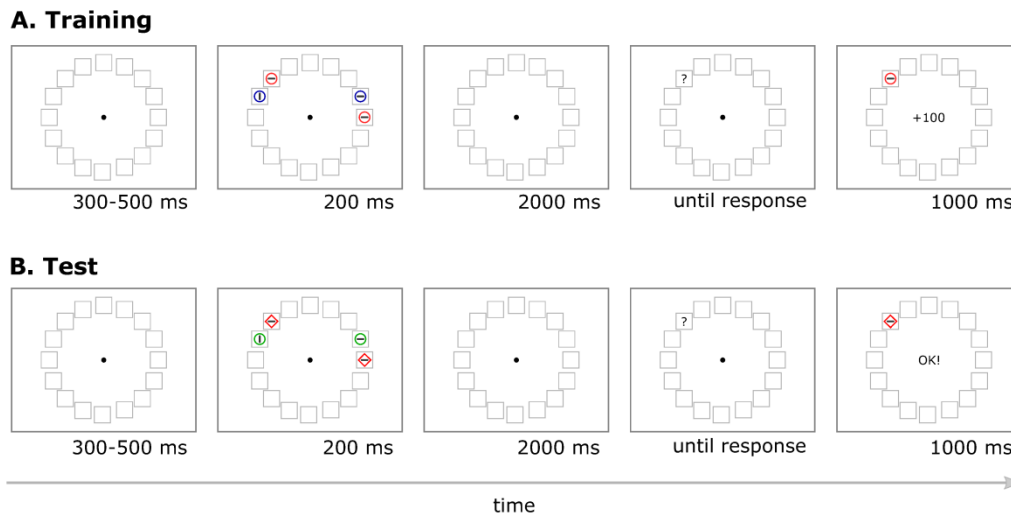 A. Training
?
+100
300-500 ms
200 ms
2000 ms
until response
1000 ms
B. Test
?
OK!
300-500 ms
200 ms
2000 ms
until response
1000 ms
time